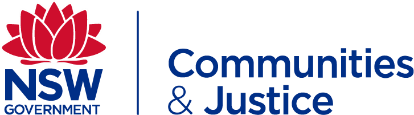 NSW
GOVERNMENT
Communities
& Justice